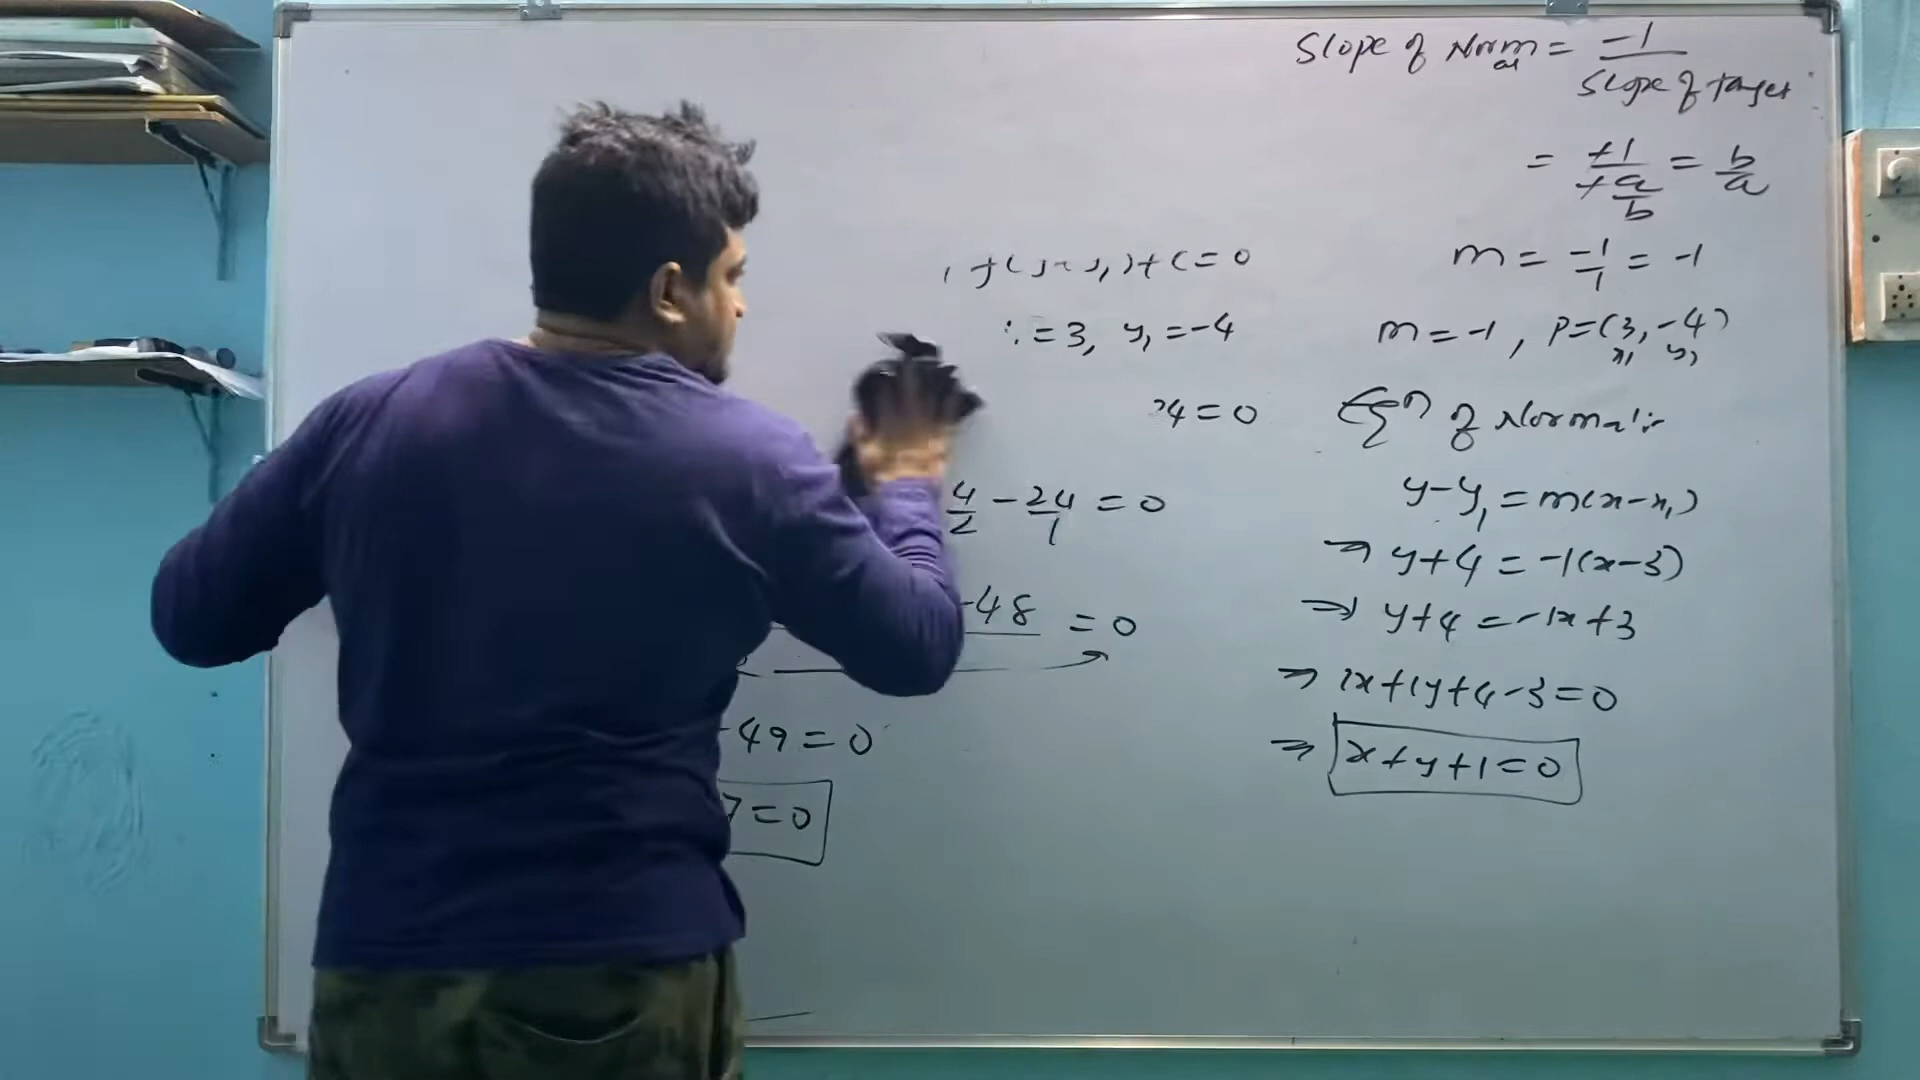 ) + c = 0
= 3, y₁ = -4
24 = 0
4/2 - 24/1 = 0
-48 = 0
-49 = 0
7 = 0
Slope of Normal = -1/Slope of tanget
= +1/(+a/b) = b/a
m = -1/1 = -1
m = -1, P = (3, -4)
x₁ y₁
Eqⁿ of Normal :-
y - y₁ = m(x - x₁)
⇒ y + 4 = -1(x - 3)
⇒ y + 4 = -1x + 3
⇒ 1x + 1y + 4 - 3 = 0
⇒ x + y + 1 = 0